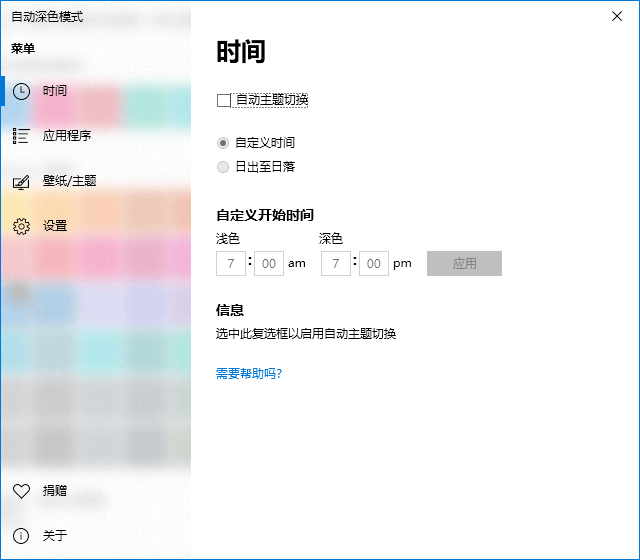 自动深色模式
菜单
时间
应用程序
壁纸/主题
设置
捐赠
关于
时间
自动主题切换
自定义时间
日出至日落
自定义开始时间
浅色 深色
7 : 00 am 7 : 00 pm 应用
信息
选中此复选框以启用自动主题切换
需要帮助吗?